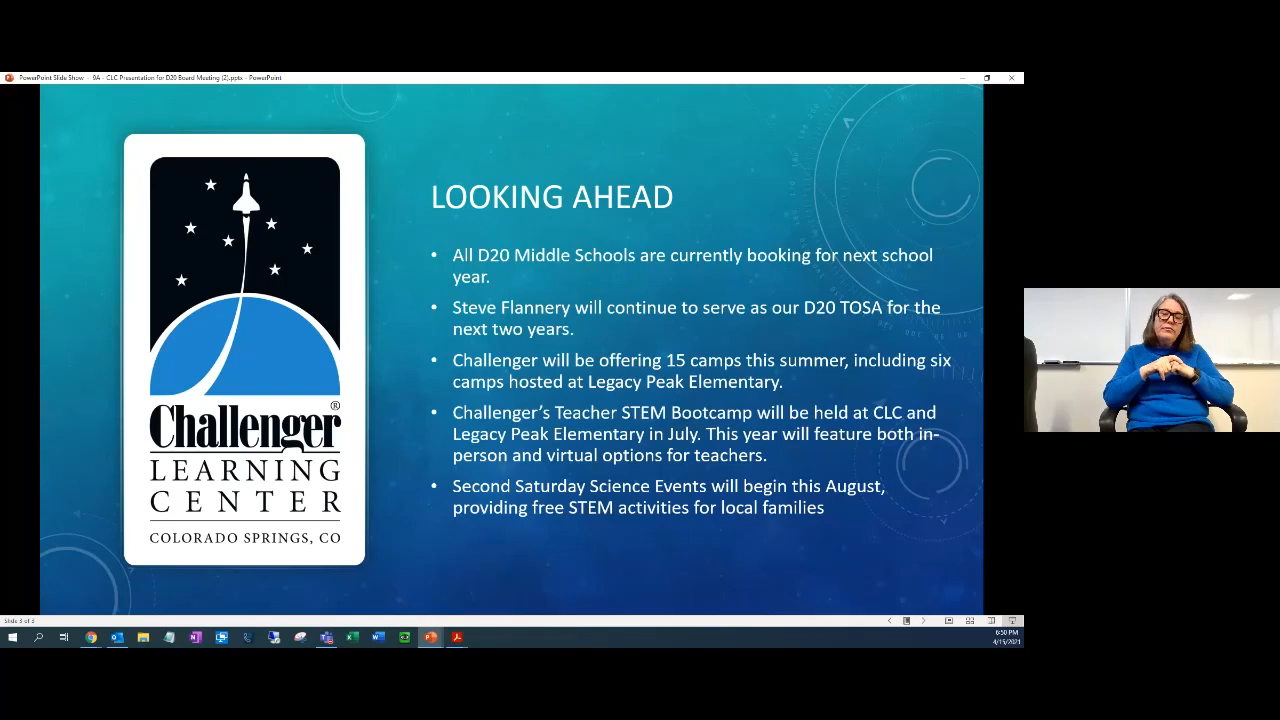 PowerPoint Slide Show - 9A - CLC Presentation for D20 Board Meeting (2).pptx - PowerPoint
LOOKING AHEAD
• All D20 Middle Schools are currently booking for next school
year.
• Steve Flannery will continue to serve as our D20 TOSA for the
next two years.
• Challenger will be offering 15 camps this summer, including six
camps hosted at Legacy Peak Elementary.
• Challenger’s Teacher STEM Bootcamp will be held at CLC and
Legacy Peak Elementary in July. This year will feature both in-
person and virtual options for teachers.
• Second Saturday Science Events will begin this August,
providing free STEM activities for local families
Challenger®
LEARNING
CENTER
COLORADO SPRINGS, CO
Slide 3 of 3
6:50 PM
4/15/2021